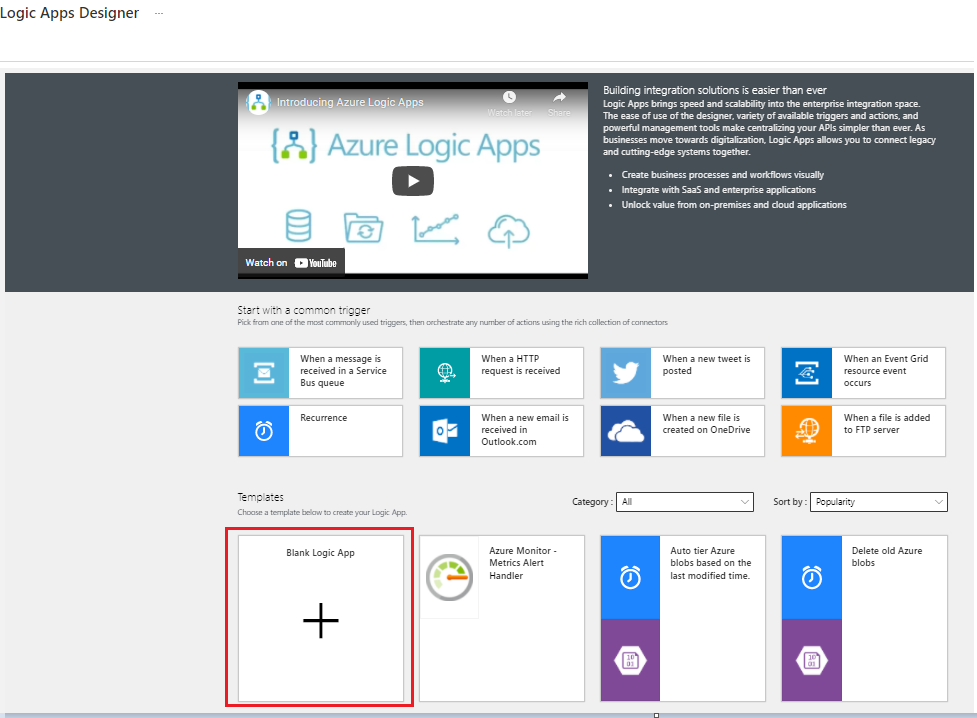 Logic Apps Designer ...
Introducing Azure Logic Apps
Watch later
Share
Azure Logic Apps
Watch on YouTube
Building integration solutions is easier than ever
Logic Apps brings speed and scalability into the enterprise integration space.
The ease of use of the designer, variety of available triggers and actions, and
powerful management tools make centralizing your APIs simpler than ever. As
businesses move towards digitalization, Logic Apps allows you to connect legacy
and cutting-edge systems together.
• Create business processes and workflows visually
• Integrate with SaaS and enterprise applications
• Unlock value from on-premises and cloud applications
Start with a common trigger
Pick from one of the most commonly used triggers, then orchestrate any number of actions using the rich collection of connectors
When a message is
received in a Service
Bus queue
When a HTTP
request is received
When a new tweet is
posted
When an Event Grid
resource event
occurs
Recurrence
When a new email is
received in
Outlook.com
When a new file is
created on OneDrive
When a file is added
to FTP server
Templates
Choose a template below to create your Logic App.
Category : All
Sort by : Popularity
Blank Logic App
Azure Monitor -
Metrics Alert
Handler
Auto tier Azure
blobs based on the
last modified time.
10
01
Delete old Azure
blobs
10
01